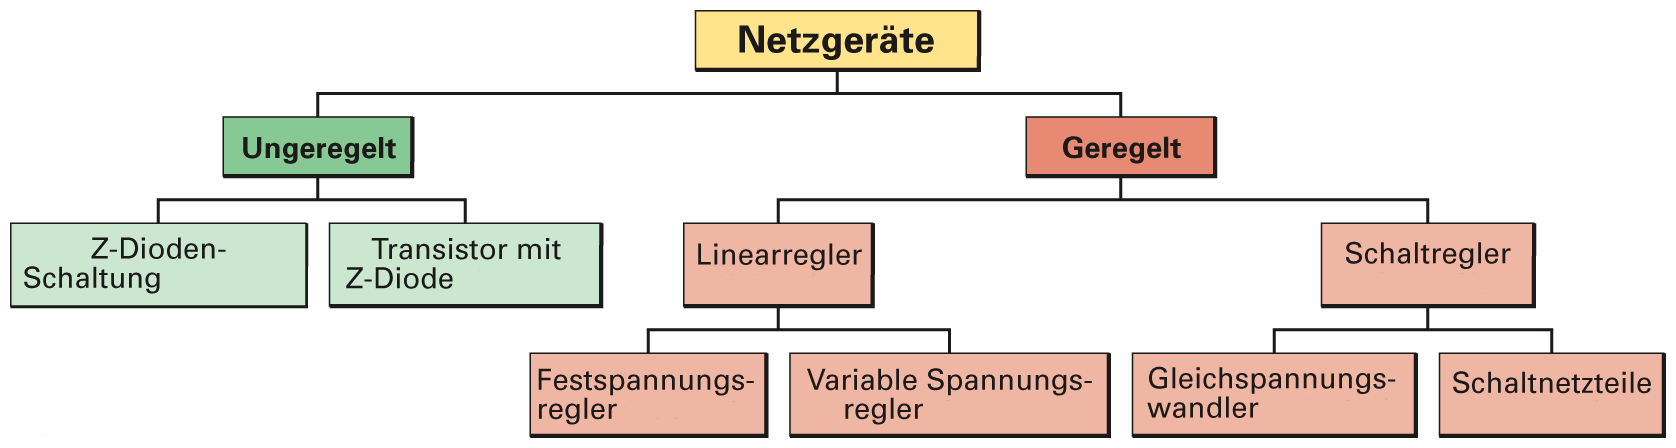 Netzgeräte
Ungeregelt
Geregelt
Z-Dioden-
Schaltung
Transistor mit
Z-Diode
Linearregler
Schaltregler
Festspannungs-
regler
Variable Spannungs-
regler
Gleichspannungs-
wandler
Schaltnetzteile